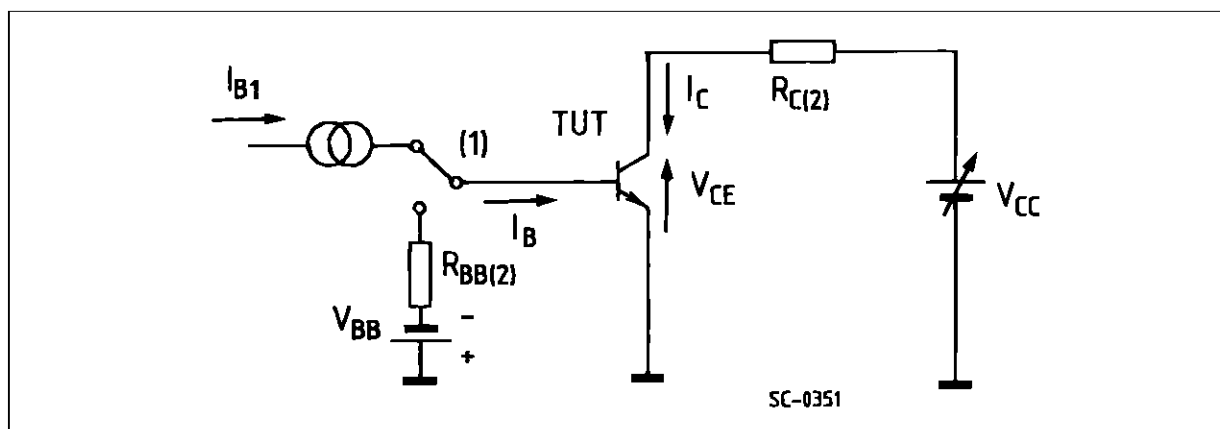 I_B1
(1)
TUT
I_C
R_C(2)
V_CE
V_CC
I_B
R_BB(2)
V_BB
-
+
SC-0351